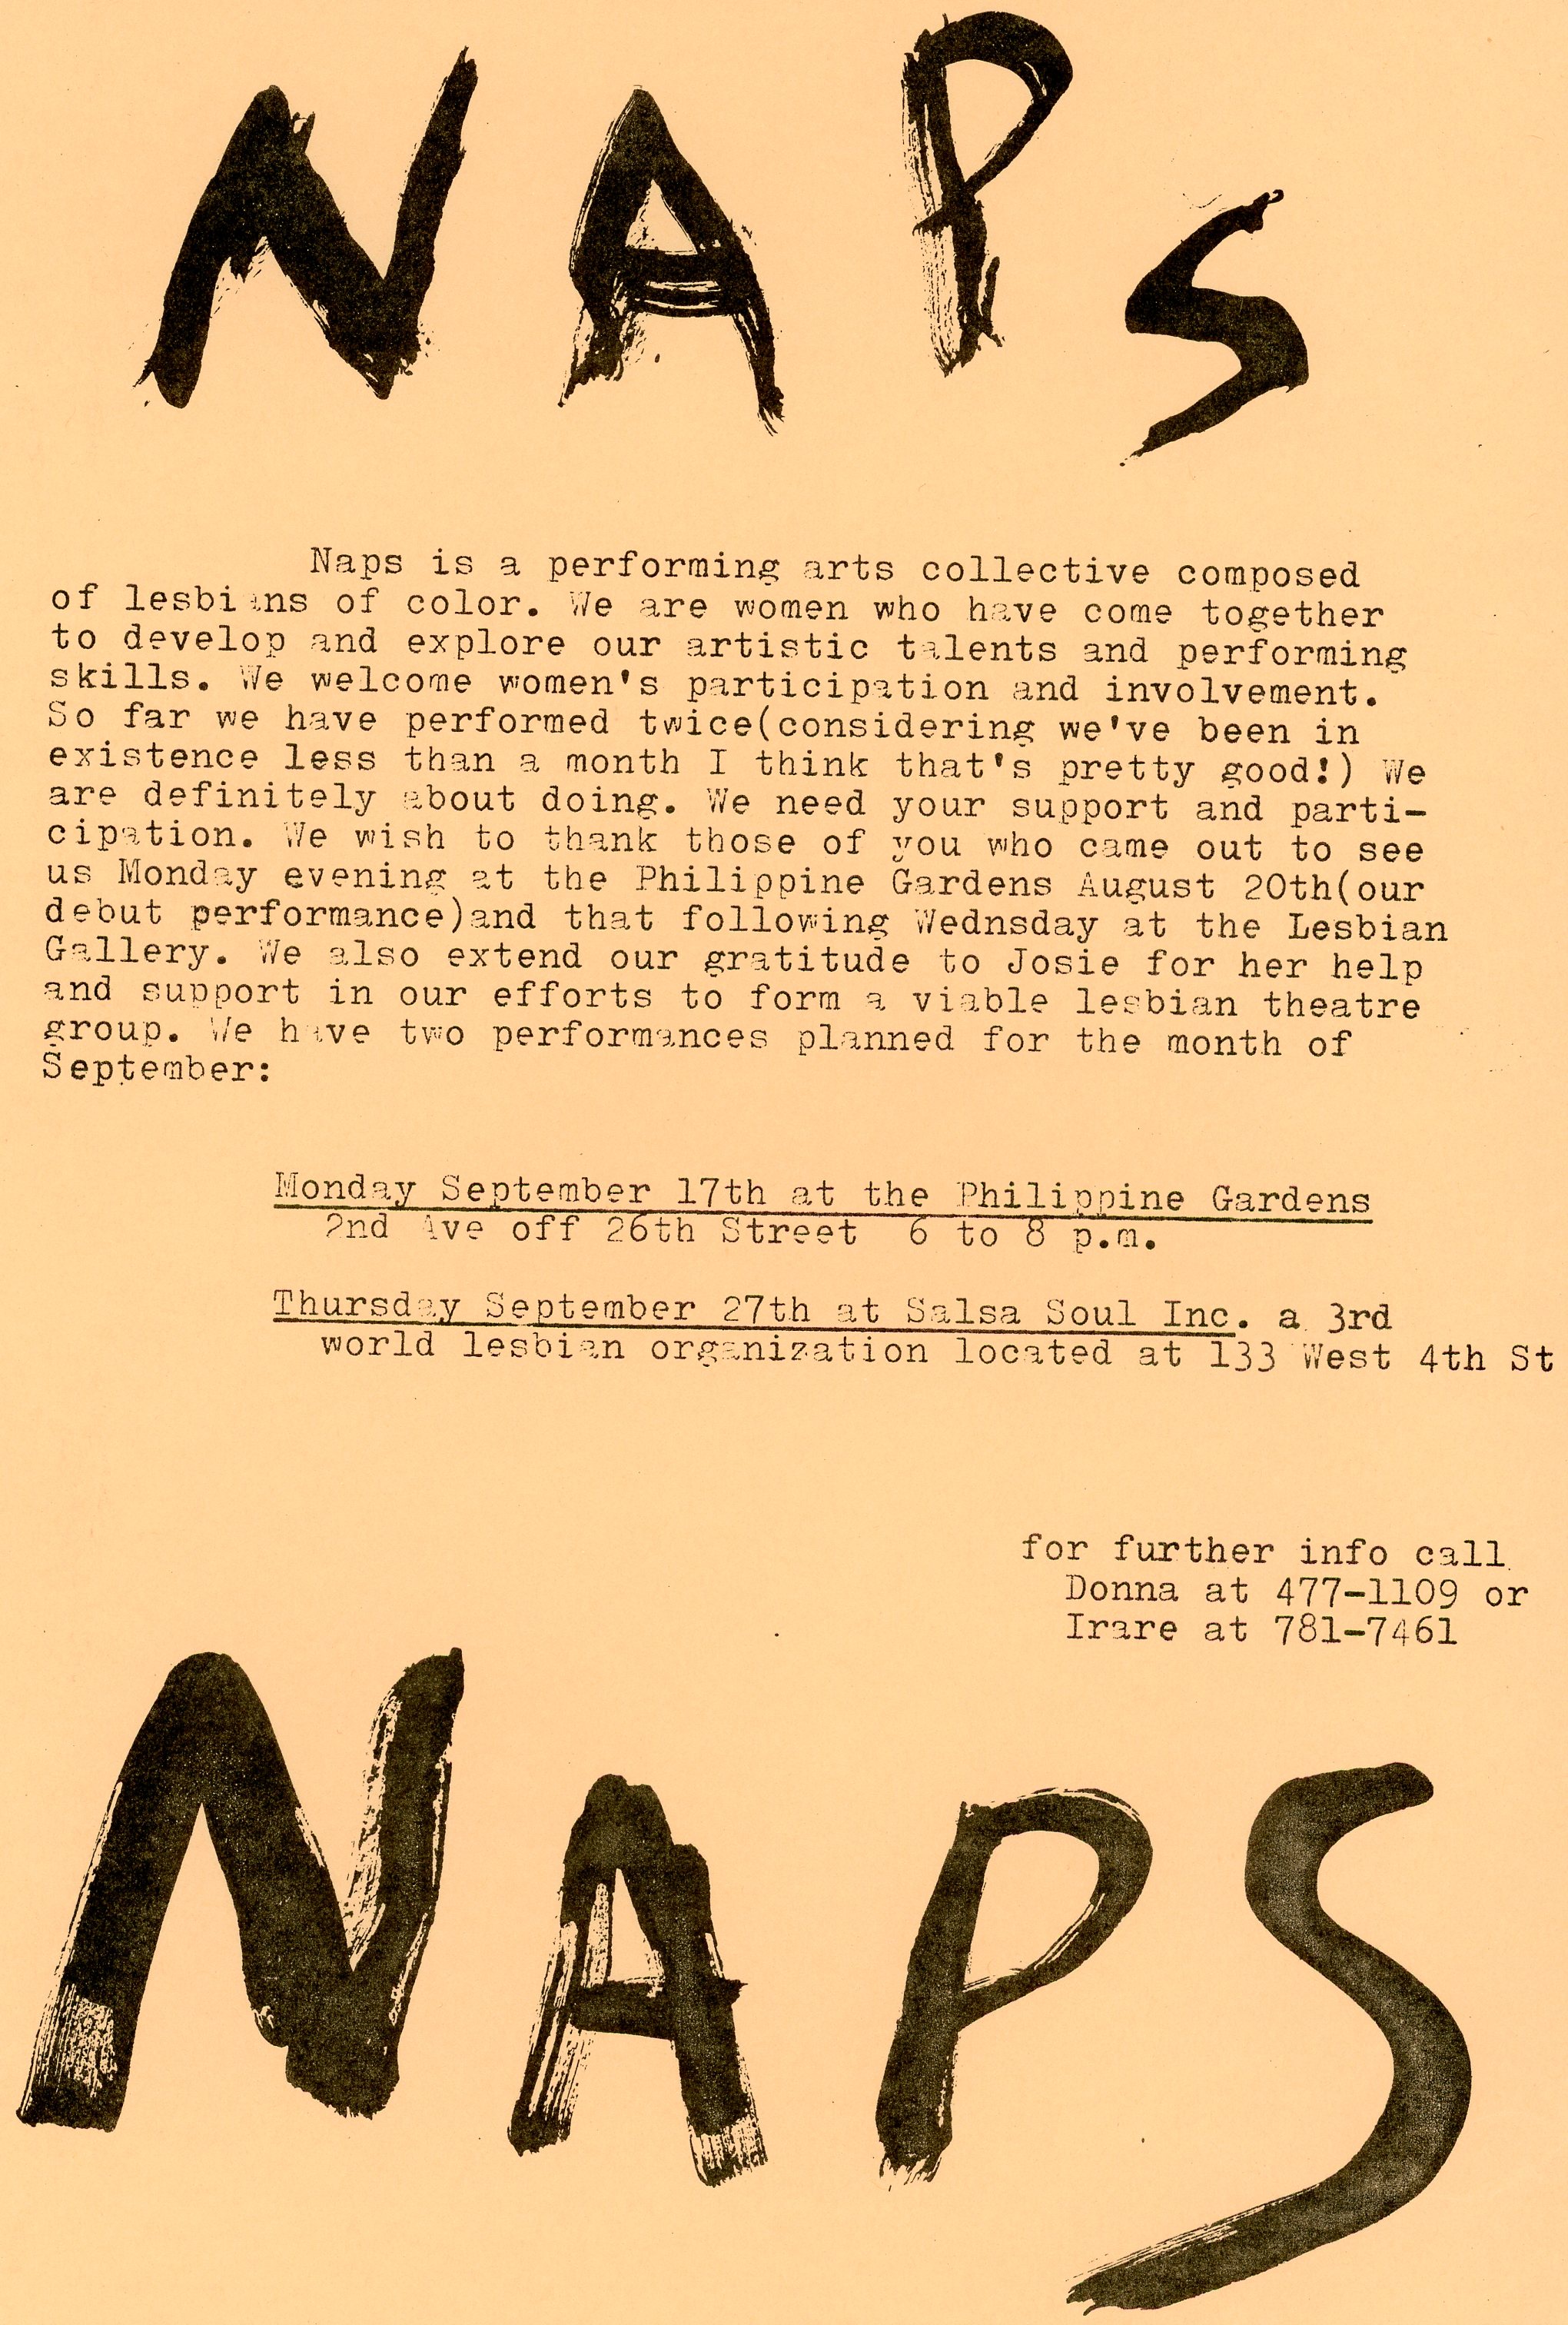 NAPs
Naps is a performing arts collective composed
of lesbians of color. We are women who have come together
to develop and explore our artistic talents and performing
skills. We welcome women's participation and involvement.
So far we have performed twice(considering we've been in
existence less than a month I think that's pretty good!) We
are definitely about doing. We need your support and parti-
cipation. We wish to thank those of you who came out to see
us Monday evening at the Philippine Gardens August 20th(our
debut performance)and that following Wednsday at the Lesbian
Gallery. We also extend our gratitude to Josie for her help
and support in our efforts to form a viable lesbian theatre
group. We have two performances planned for the month of
September:
Monday September 17th at the Philippine Gardens
2nd Ave off 26th Street 6 to 8 p.m.
Thursday September 27th at Salsa Soul Inc. a 3rd
world lesbian organization located at 133 West 4th St
for further info call
Donna at 477-1109 or
Irare at 781-7461
NAPS